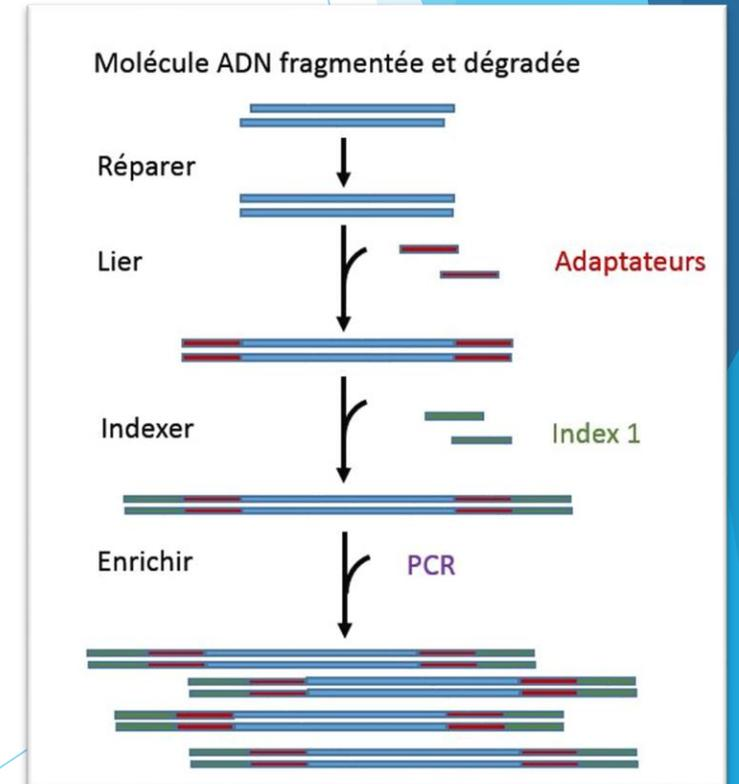 Molécule ADN fragmentée et dégradée
Réparer
Lier
Adaptateurs
Indexer
Index 1
Enrichir
PCR